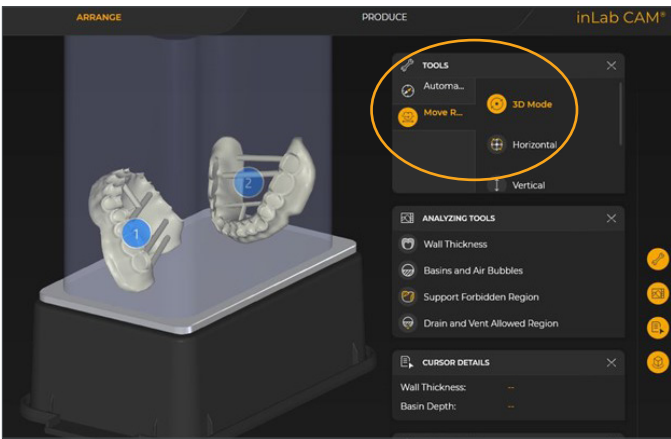 ARRANGE
PRODUCE
inLab CAM®
TOOLS
Automa...
Move R...
3D Mode
Horizontal
Vertical
1
2
ANALYZING TOOLS
Wall Thickness
Basins and Air Bubbles
Support Forbidden Region
Drain and Vent Allowed Region
CURSOR DETAILS
Wall Thickness: --
Basin Depth: --